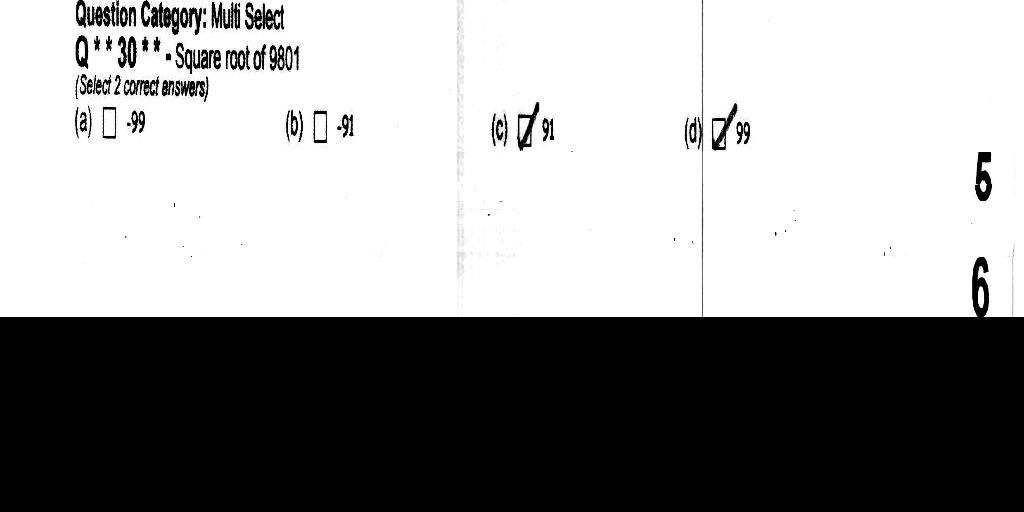 Question Category: Multi Select
Q * * 30 * * - Square root of 9801
(Select 2 correct answers)
(a) ☐ -99 (b) ☐ -91 (c) ☑ 91 (d) ☑ 99
5
6